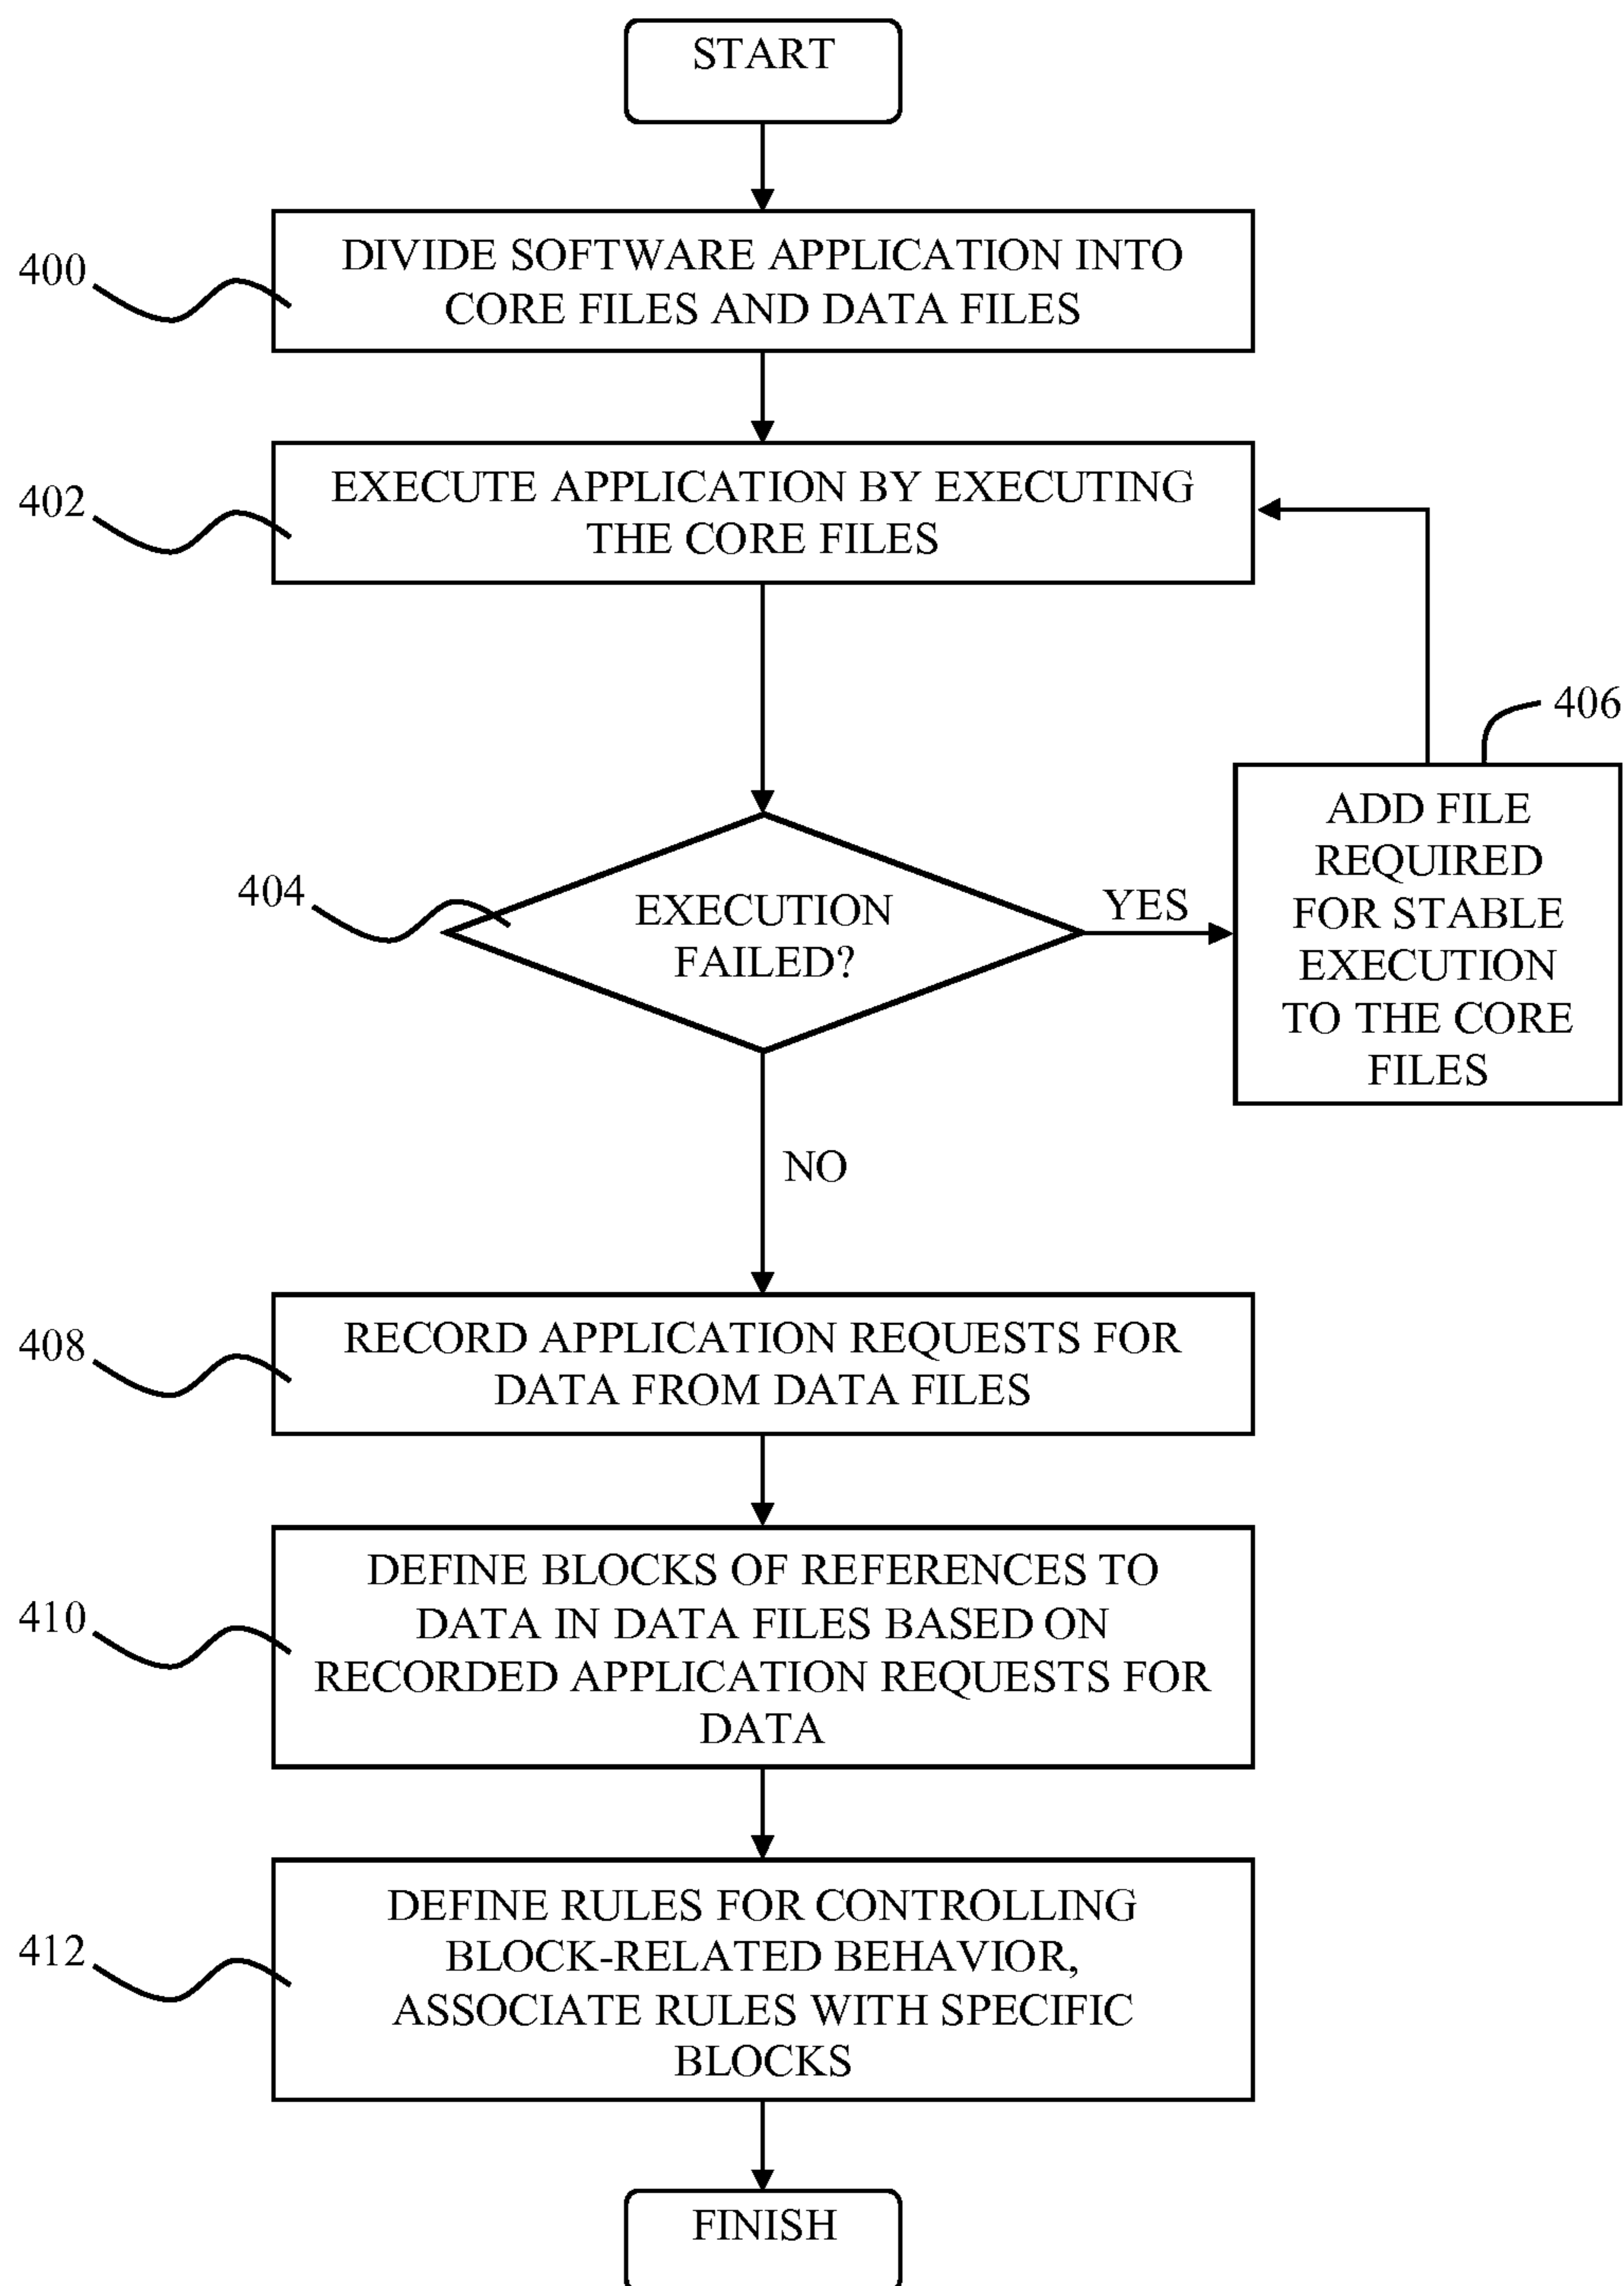 START
400
DIVIDE SOFTWARE APPLICATION INTO
CORE FILES AND DATA FILES
402
EXECUTE APPLICATION BY EXECUTING
THE CORE FILES
404
EXECUTION
FAILED?
YES
406
ADD FILE
REQUIRED
FOR STABLE
EXECUTION
TO THE CORE
FILES
NO
408
RECORD APPLICATION REQUESTS FOR
DATA FROM DATA FILES
410
DEFINE BLOCKS OF REFERENCES TO
DATA IN DATA FILES BASED ON
RECORDED APPLICATION REQUESTS FOR
DATA
412
DEFINE RULES FOR CONTROLLING
BLOCK-RELATED BEHAVIOR,
ASSOCIATE RULES WITH SPECIFIC
BLOCKS
FINISH